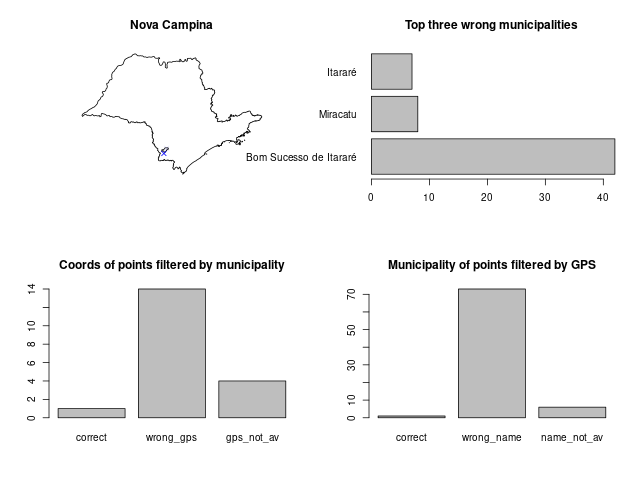 Nova Campina
Top three wrong municipalities
Itararé
Miracatu
Bom Sucesso de Itararé
0 10 20 30 40
Coords of points filtered by municipality
14
10
8
6
4
2
0
correct wrong_gps gps_not_av
Municipality of points filtered by GPS
70
50
30
10
0
correct wrong_name name_not_av